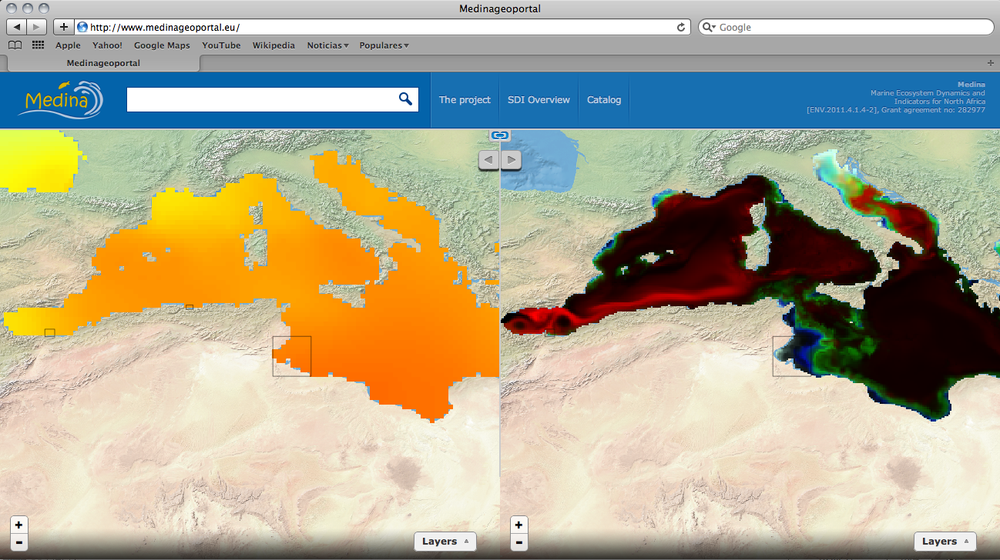 Medinageoportal
http://www.medinageoportal.eu/
Google
Apple Yahoo! Google Maps YouTube Wikipedia Noticias Populares
Medinageoportal
Medina
The project SDI Overview Catalog
Medina
Marine Ecosystem Dynamics and
Indicators for North Africa
[ENV.2011.4.1.4-2], Grant agreement no: 282977
+
-
Layers
+
-
Layers